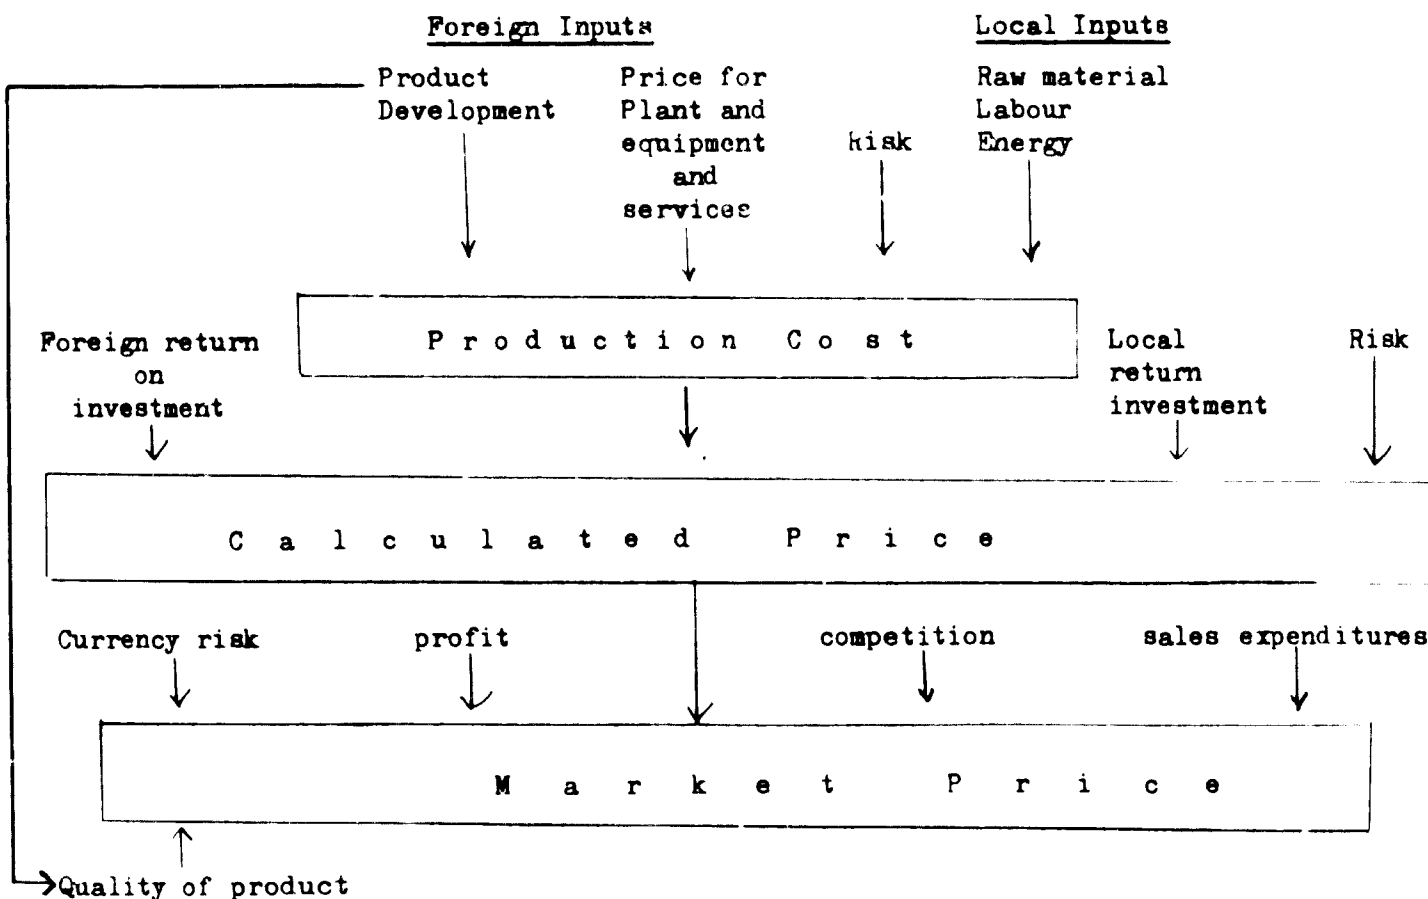 Foreign Inputs
Local Inputs
Product
Development
Price for
Plant and
equipment
and
services
Risk
Raw material
Labour
Energy
Production Cost
Foreign return
on
investment
Local
return
investment
Risk
Calculated Price
Currency risk
profit
competition
sales expenditures
Market Price
Quality of product